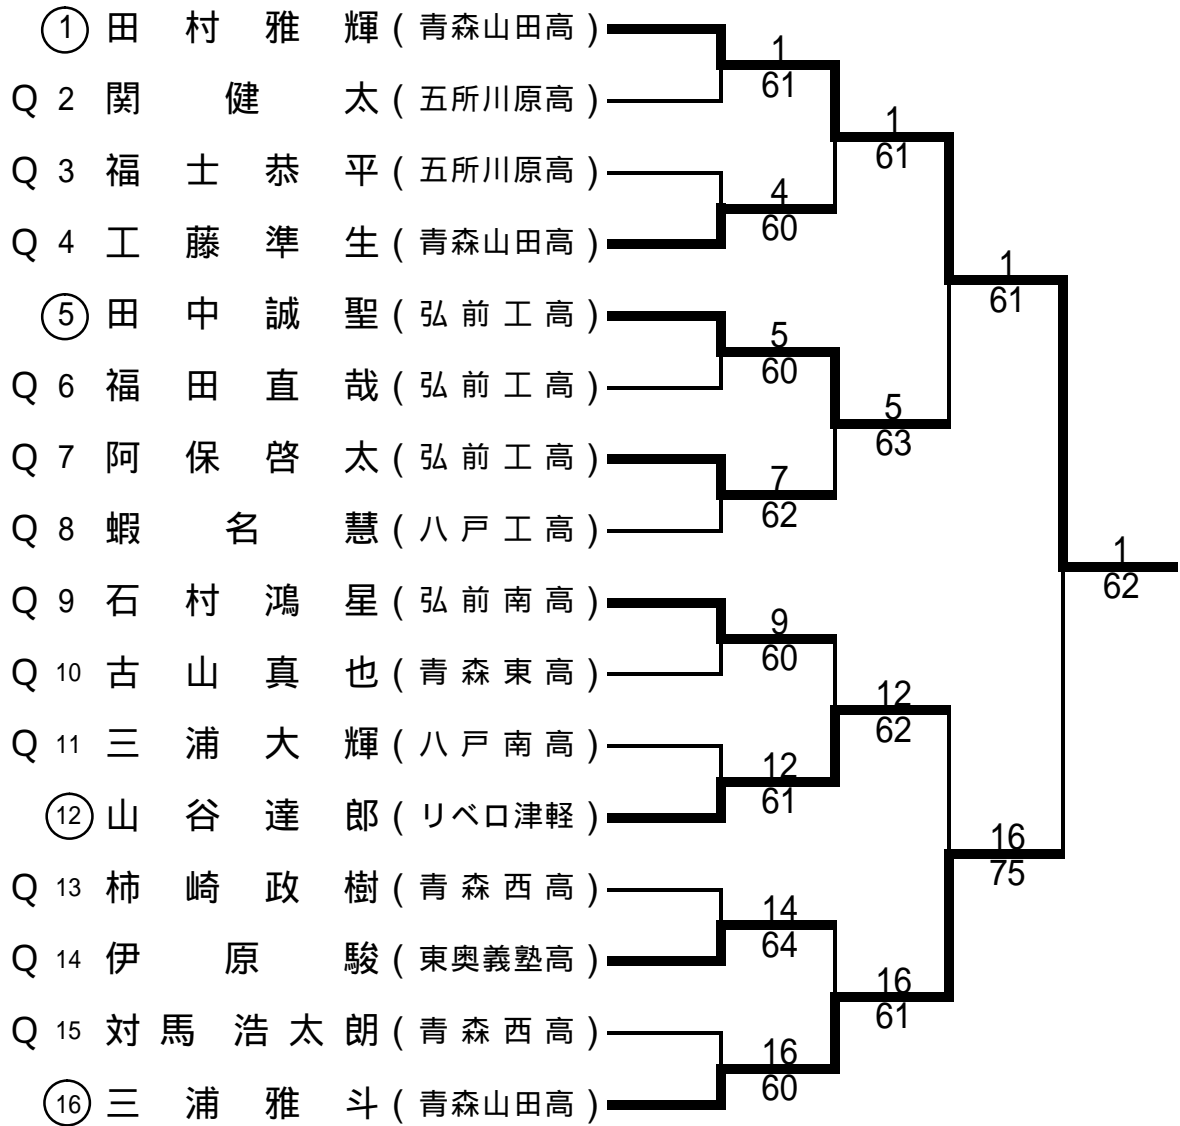 1 田村雅輝 (青森山田高)
Q 2 関健太 (五所川原高)
Q 3 福士恭平 (五所川原高)
Q 4 工藤準生 (青森山田高)
5 田中誠聖 (弘前工高)
Q 6 福田直哉 (弘前工高)
Q 7 阿保啓太 (弘前工高)
Q 8 蝦名慧 (八戸工高)
Q 9 石村鴻星 (弘前南高)
Q 10 古山真也 (青森東高)
Q 11 三浦大輝 (八戸南高)
12 山谷達郎 (リベロ津軽)
Q 13 柿崎政樹 (青森西高)
Q 14 伊原駿 (東奥義塾高)
Q 15 対馬浩太朗 (青森西高)
16 三浦雅斗 (青森山田高)
1
61
4
60
5
60
7
62
9
60
12
61
14
64
16
60
1
61
5
63
12
62
16
61
1
61
16
75
1
62